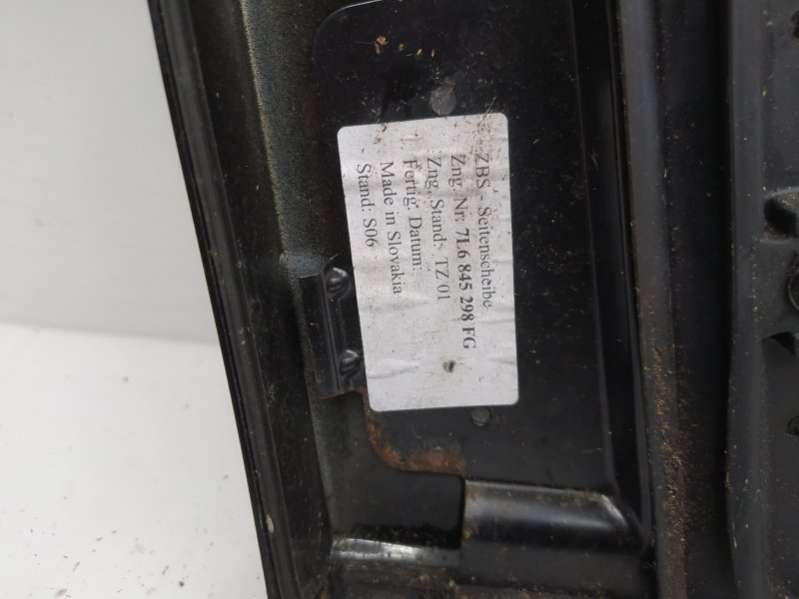 ZBS - Seitenscheibe
Zng. Nr: 7L6 845 298 FG
Zng. Stand: TZ 01
Fertig. Datum:
Made in Slovakia
Stand: S06